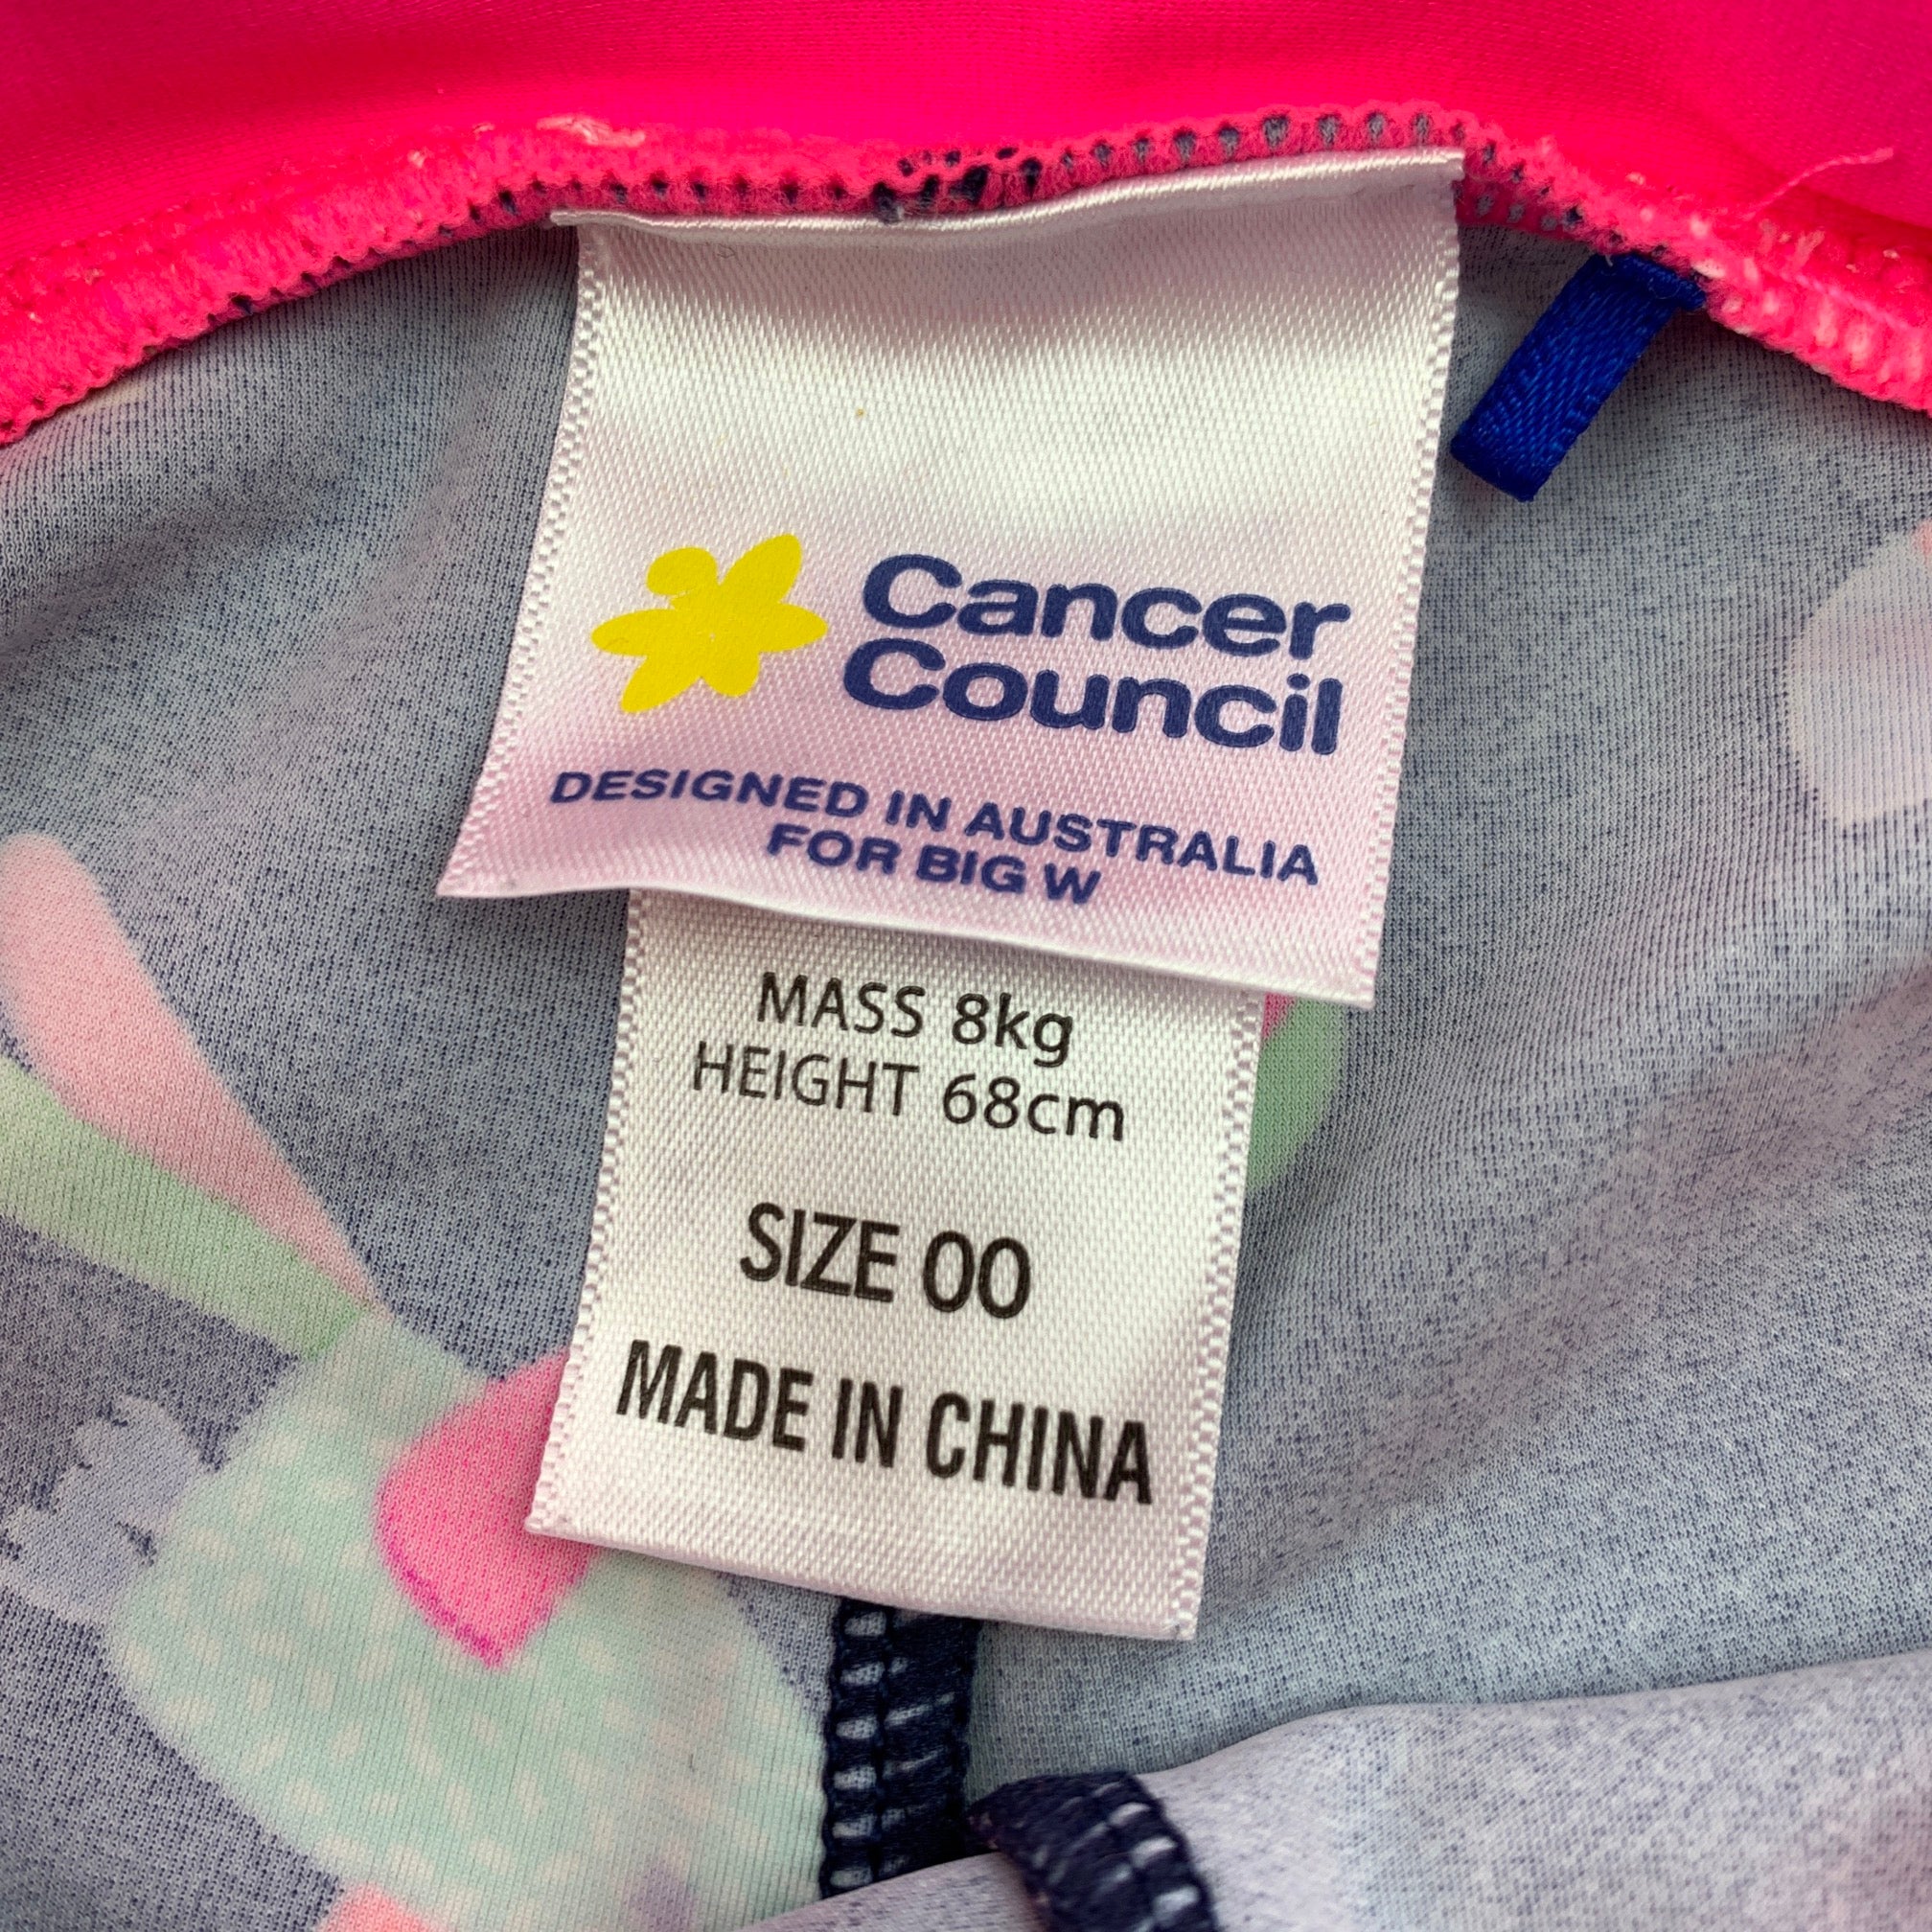 Cancer
Council
DESIGNED IN AUSTRALIA
FOR BIG W
MASS 8kg
HEIGHT 68cm
SIZE 00
MADE IN CHINA